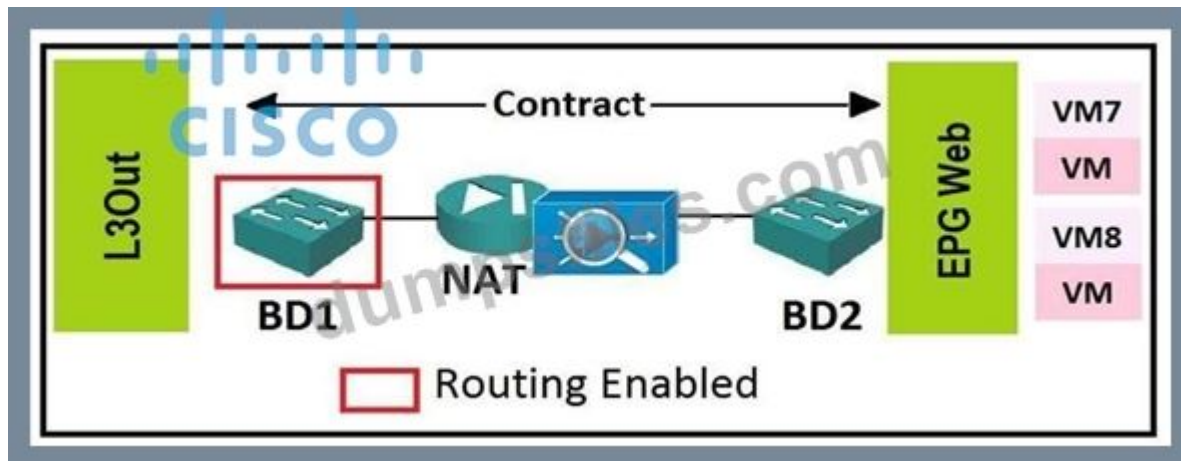 CISCO
Contract
L3Out
BD1
NAT
BD2
EPG Web
VM7
VM
VM8
VM
Routing Enabled